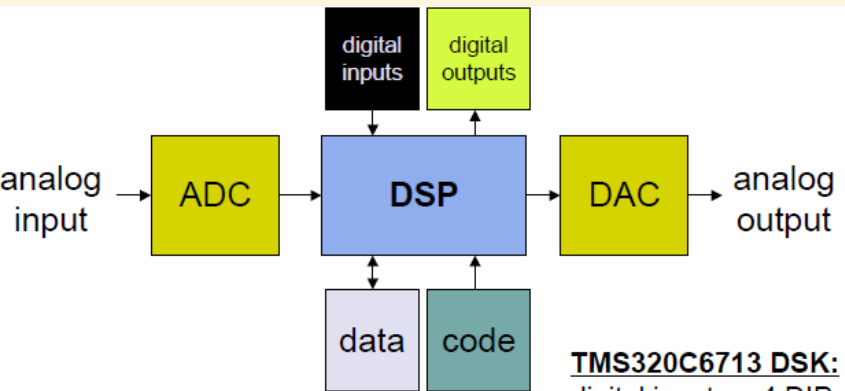 digital
inputs
digital
outputs
analog
input
ADC
DSP
DAC
analog
output
data
code
TMS320C6713 DSK: